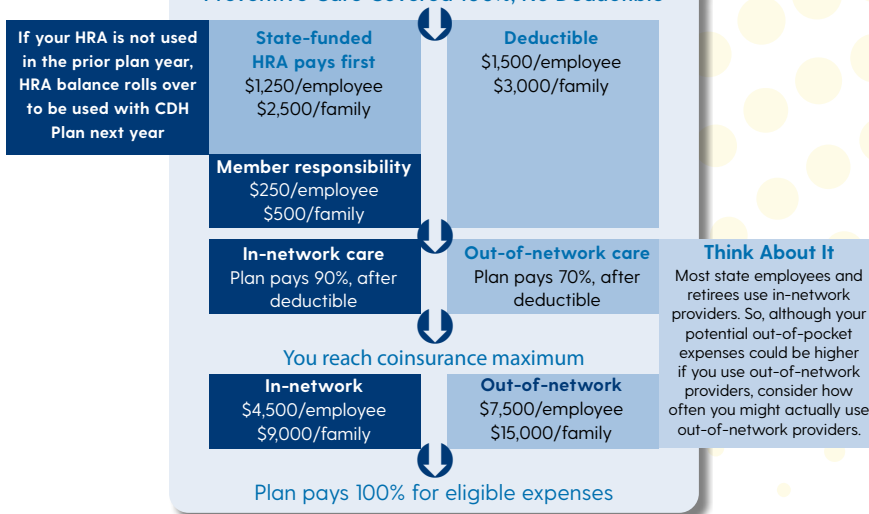 Preventive Care Covered 100%, No Deductible
If your HRA is not used
in the prior plan year,
HRA balance rolls over
to be used with CDH
Plan next year
State-funded
HRA pays first
$1,250/employee
$2,500/family
Deductible
$1,500/employee
$3,000/family
Member responsibility
$250/employee
$500/family
In-network care
Plan pays 90%, after
deductible
Out-of-network care
Plan pays 70%, after
deductible
Think About It
Most state employees and
retirees use in-network
providers. So, although your
potential out-of-pocket
expenses could be higher
if you use out-of-network
providers, consider how
often you might actually use
out-of-network providers.
You reach coinsurance maximum
In-network
$4,500/employee
$9,000/family
Out-of-network
$7,500/employee
$15,000/family
Plan pays 100% for eligible expenses